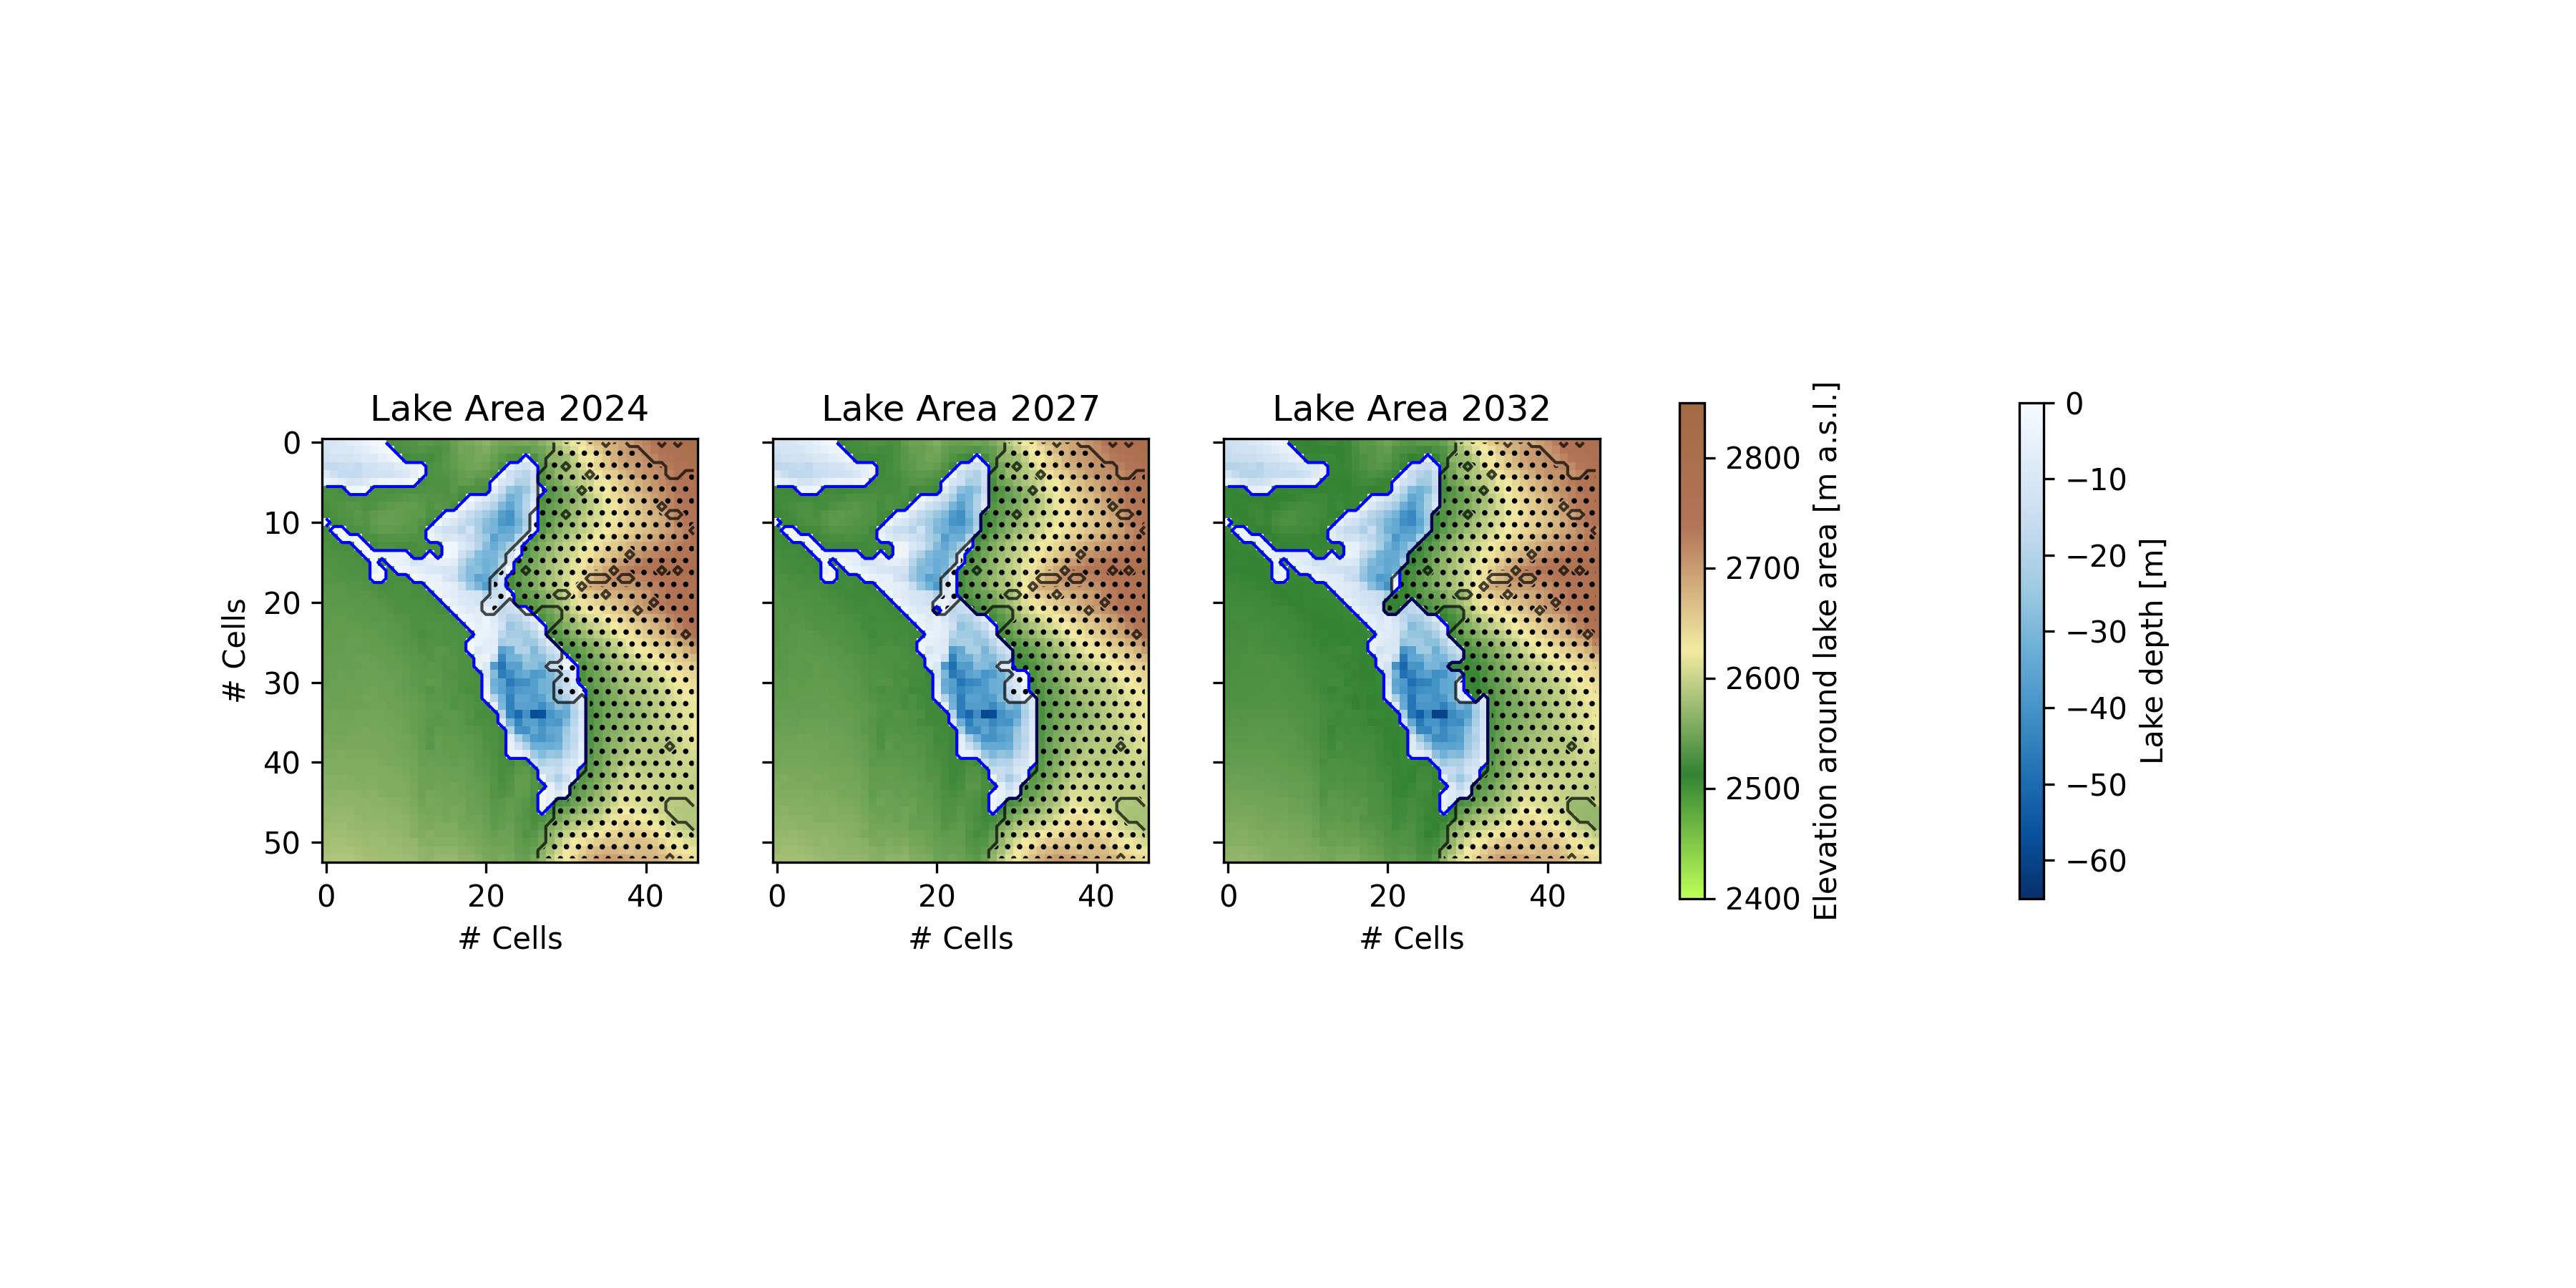 Lake Area 2024
Lake Area 2027
Lake Area 2032
# Cells
0
10
20
30
40
50
0 20 40
0 20 40
0 20 40
# Cells
# Cells
# Cells
2800
2700
2600
2500
2400
Elevation around lake area [m a.s.l.]
0
−10
−20
−30
−40
−50
−60
Lake depth [m]